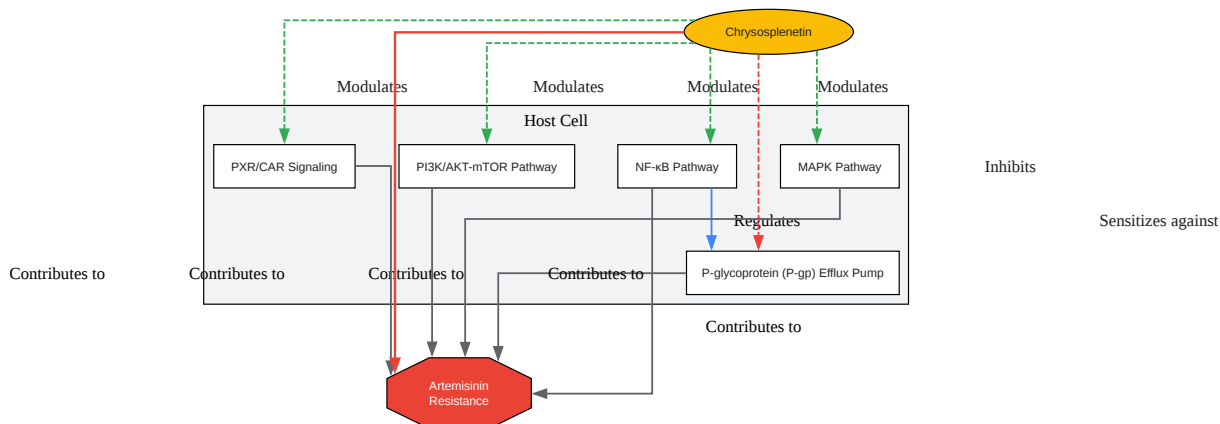 Chrysosplenetin
Modulates
Modulates
Modulates
Modulates
Host Cell
PXR/CAR Signaling
PI3K/AKT-mTOR Pathway
NF-κB Pathway
MAPK Pathway
Inhibits
Regulates
Sensitizes against
Contributes to
Contributes to
Contributes to
Contributes to
P-glycoprotein (P-gp) Efflux Pump
Contributes to
Artemisinin
Resistance